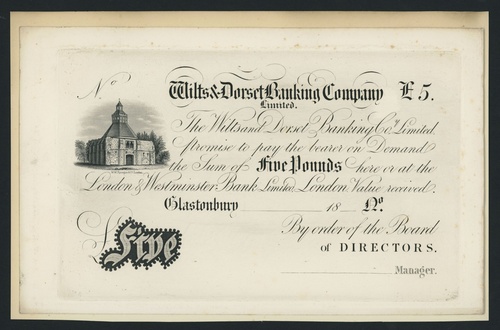 No Wilts & Dorset Banking Company £5.
Limited.
The Wilts and Dorset Banking Co.y Limited.
promise to pay the bearer on Demand
the Sum of Five Pounds here or at the
London & Westminster Bank Limited London Value received.
Glastonbury 18 No.
By order of the Board
of DIRECTORS.
£ Five
Manager.